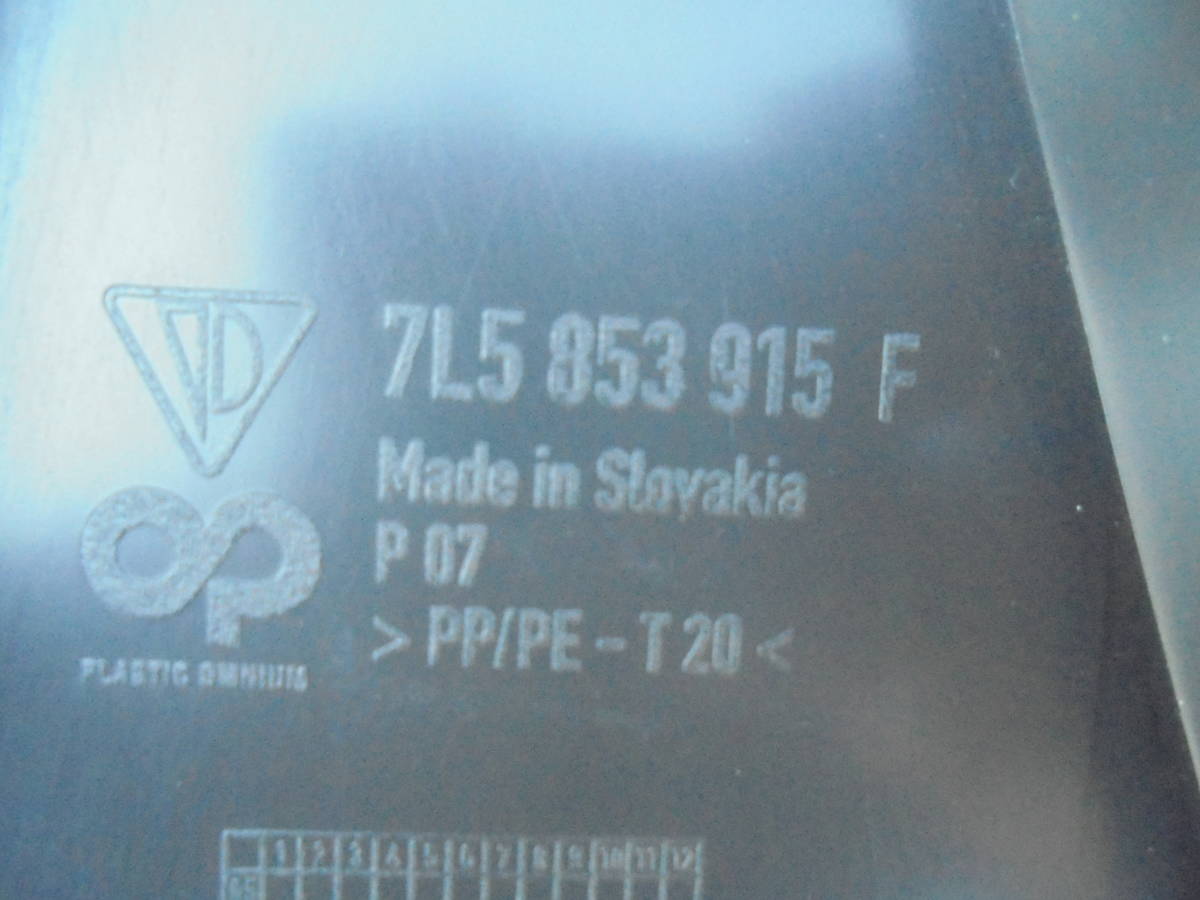 7L5 853 915 F
Made in Slovakia
P 07
> PP/PE - T 20 <
PLASTIC OMNIUM
1 2 3 4 5 6 7 8 9 10 11 12
05